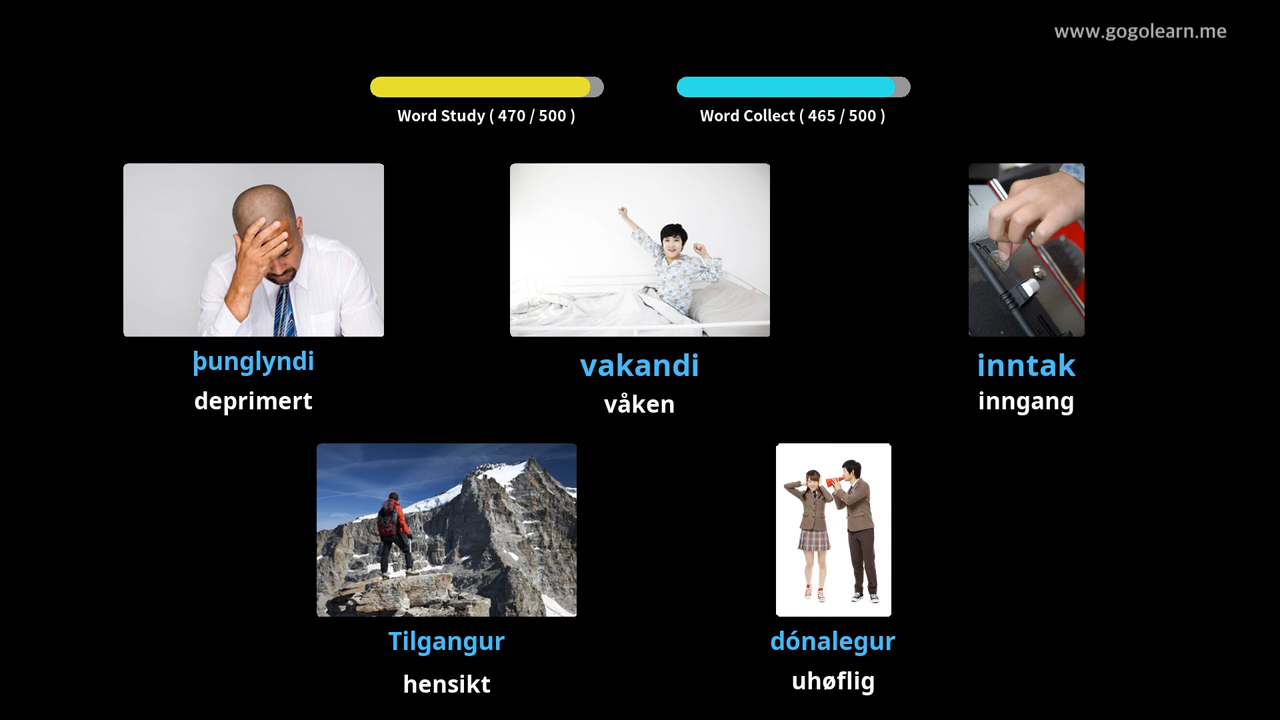 www.gogolearn.me
Word Study ( 470 / 500 )
Word Collect ( 465 / 500 )
þunglyndi
deprimert
vakandi
våken
inntak
inngang
Tilgangur
hensikt
dónalegur
uhøflig